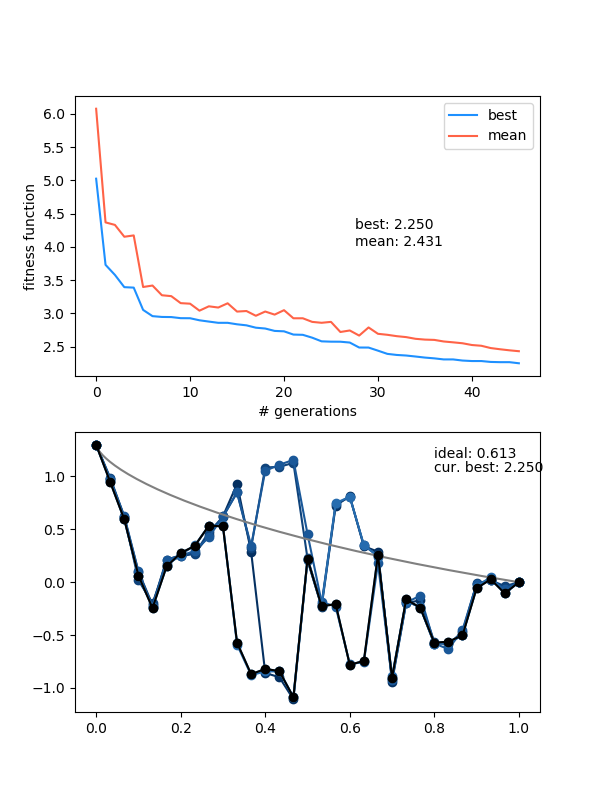 6.0
5.5
5.0
4.5
4.0
3.5
3.0
2.5
fitness function
best
mean
best: 2.250
mean: 2.431
0 10 20 30 40
# generations
ideal: 0.613
cur. best: 2.250
1.0
0.5
0.0
−0.5
−1.0
0.0 0.2 0.4 0.6 0.8 1.0